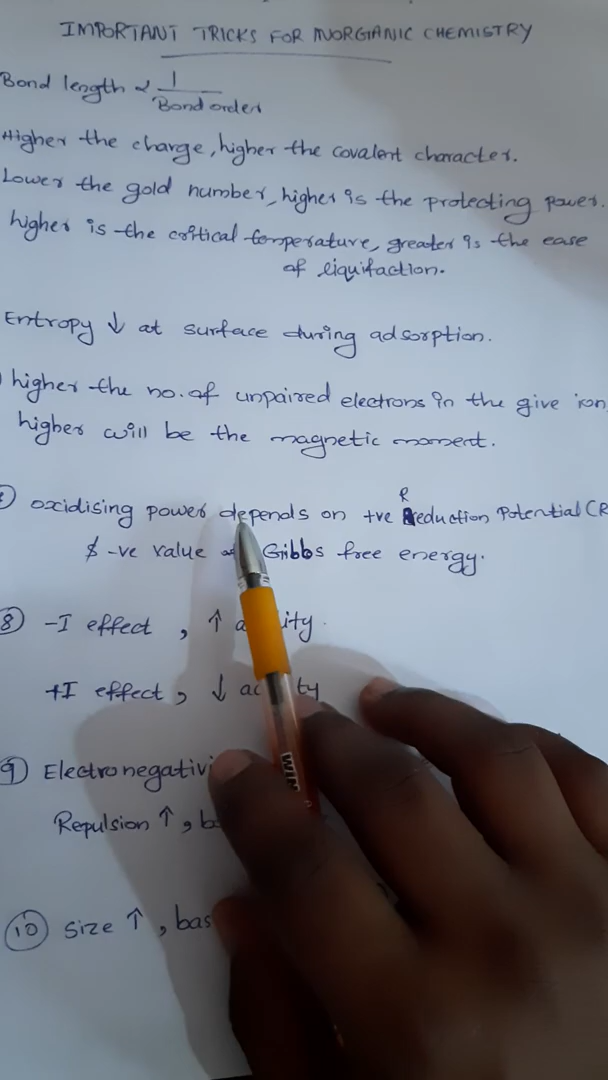 IMPORTANT TRICKS FOR INORGIANIC CHEMISTRY
Bond length ∝ 1
Bond order
Higher the charge, higher the covalent character.
Lower the gold number, higher is the protecting power.
higher is the critical temperature, greater is the ease
of liquifaction.
Entropy ↓ at surface during adsorption.
higher the no. of unpaired electrons in the give ion
higher will be the magnetic moment.
R
oxidising power depends on +ve Reduction Potential (R
$ -ve value Gibbs free energy.
⑧ -I effect, ↑
+I effect, ↓
⑨
Repulsion ↑,
⑩ size ↑,
WIN